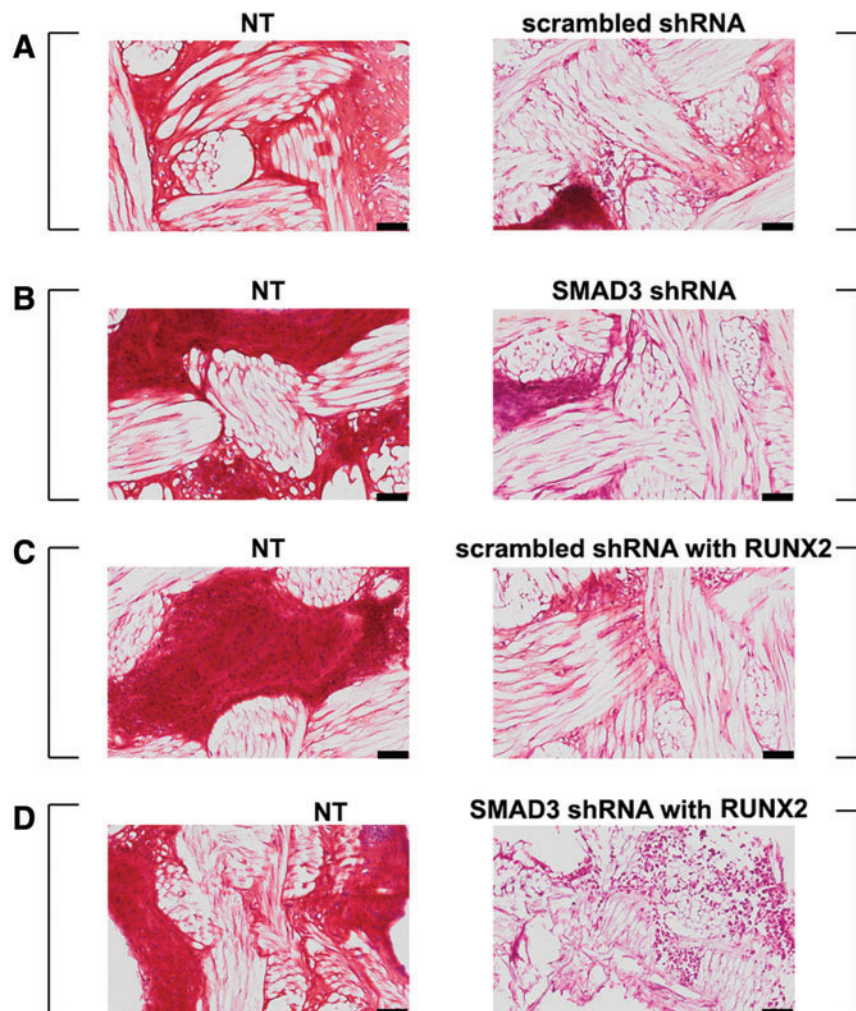 A
NT
scrambled shRNA
B
NT
SMAD3 shRNA
C
NT
scrambled shRNA with RUNX2
D
NT
SMAD3 shRNA with RUNX2